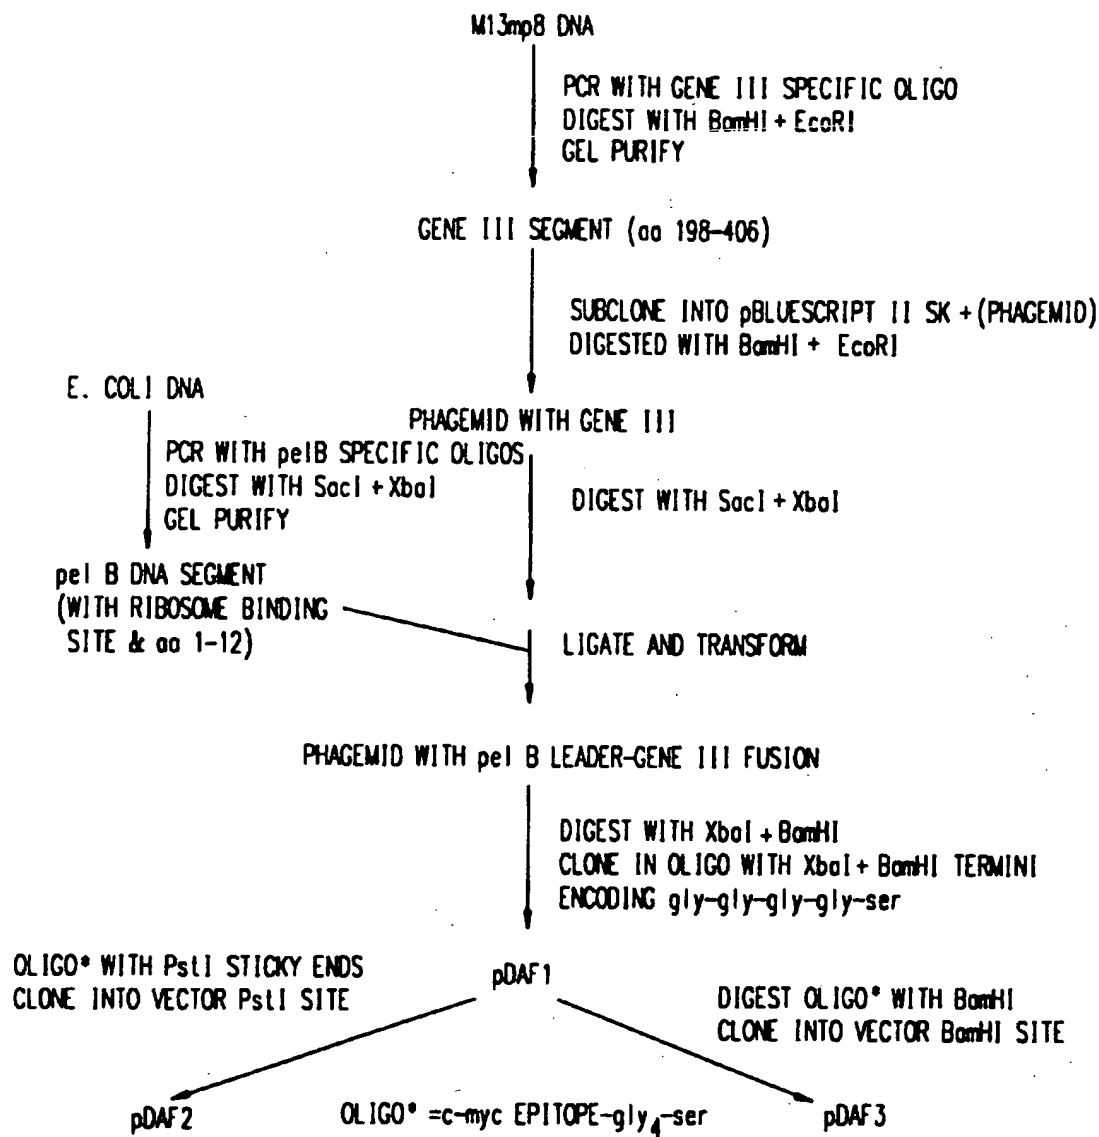 M13mp8 DNA
PCR WITH GENE III SPECIFIC OLIGO
DIGEST WITH BamHI + EcoRI
GEL PURIFY
GENE III SEGMENT (aa 198-406)
SUBCLONE INTO pBLUESCRIPT II SK + (PHAGEMID)
DIGESTED WITH BamHI + EcoRI
E. COLI DNA
PHAGEMID WITH GENE III
PCR WITH pelB SPECIFIC OLIGOS
DIGEST WITH SacI + XbaI
GEL PURIFY
DIGEST WITH SacI + XbaI
pel B DNA SEGMENT
(WITH RIBOSOME BINDING
SITE & aa 1-12)
LIGATE AND TRANSFORM
PHAGEMID WITH pel B LEADER-GENE III FUSION
DIGEST WITH XbaI + BamHI
CLONE IN OLIGO WITH XbaI + BamHI TERMINI
ENCODING gly-gly-gly-gly-ser
OLIGO* WITH PstI STICKY ENDS
CLONE INTO VECTOR PstI SITE
pDAF1
DIGEST OLIGO* WITH BamHI
CLONE INTO VECTOR BamHI SITE
pDAF2
OLIGO* =c-myc EPITOPE-gly4-ser
pDAF3